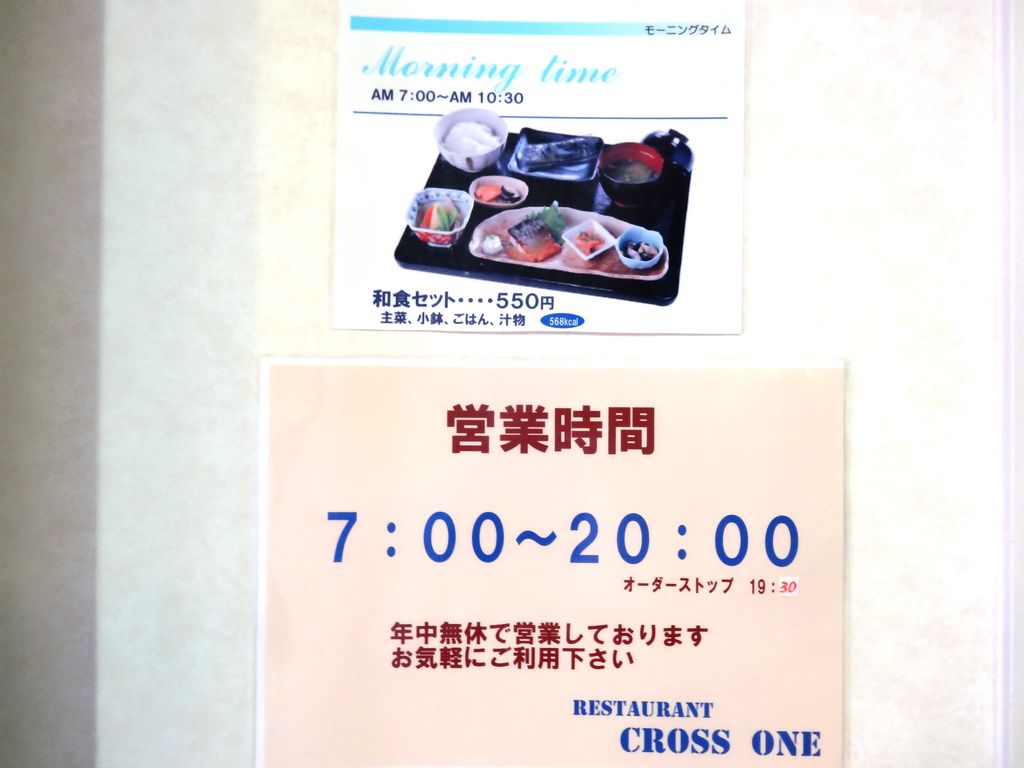 モーニングタイム
Morning time
AM 7:00〜AM 10:30
和食セット････550円
主菜、小鉢、ごはん、汁物 568kcal
営業時間
7：00〜20：00
オーダーストップ 19：30
年中無休で営業しております
お気軽にご利用下さい
RESTAURANT
CROSS ONE